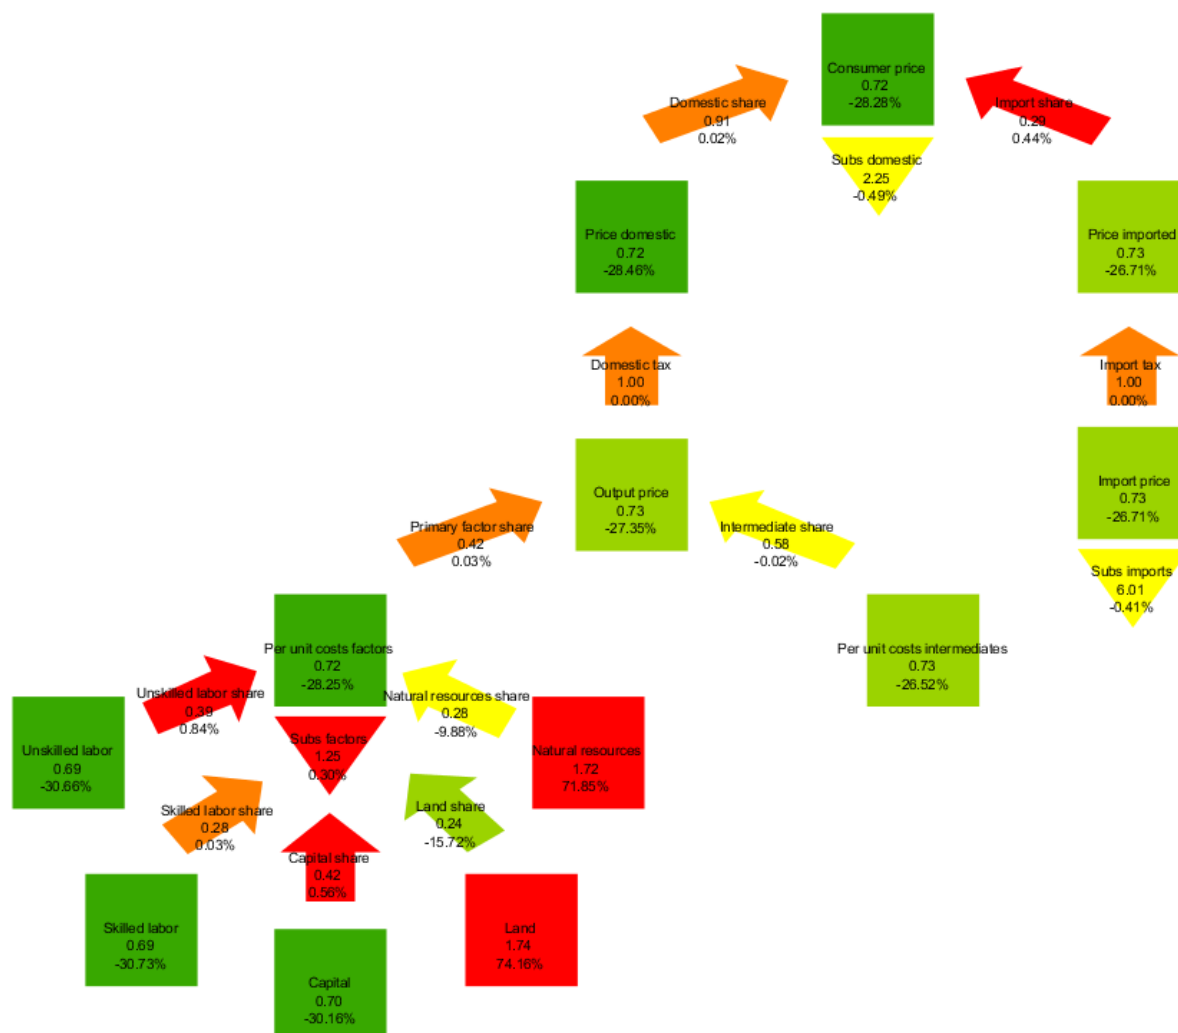 Consumer price
0.72
-28.28%
Domestic share
0.91
0.02%
Import share
0.29
0.44%
Subs domestic
2.25
-0.49%
Price domestic
0.72
-28.46%
Price imported
0.73
-26.71%
Domestic tax
1.00
0.00%
Import tax
1.00
0.00%
Output price
0.73
-27.35%
Import price
0.73
-26.71%
Primary factor share
0.42
0.03%
Intermediate share
0.58
-0.02%
Subs imports
6.01
-0.41%
Per unit costs factors
0.72
-28.25%
Per unit costs intermediates
0.73
-26.52%
Unskilled labor share
0.39
0.84%
Natural resources share
0.28
-9.88%
Subs factors
1.25
0.30%
Unskilled labor
0.69
-30.66%
Natural resources
1.72
71.85%
Skilled labor share
0.28
0.03%
Land share
0.24
-15.72%
Capital share
0.42
0.56%
Skilled labor
0.69
-30.73%
Land
1.74
74.16%
Capital
0.70
-30.16%